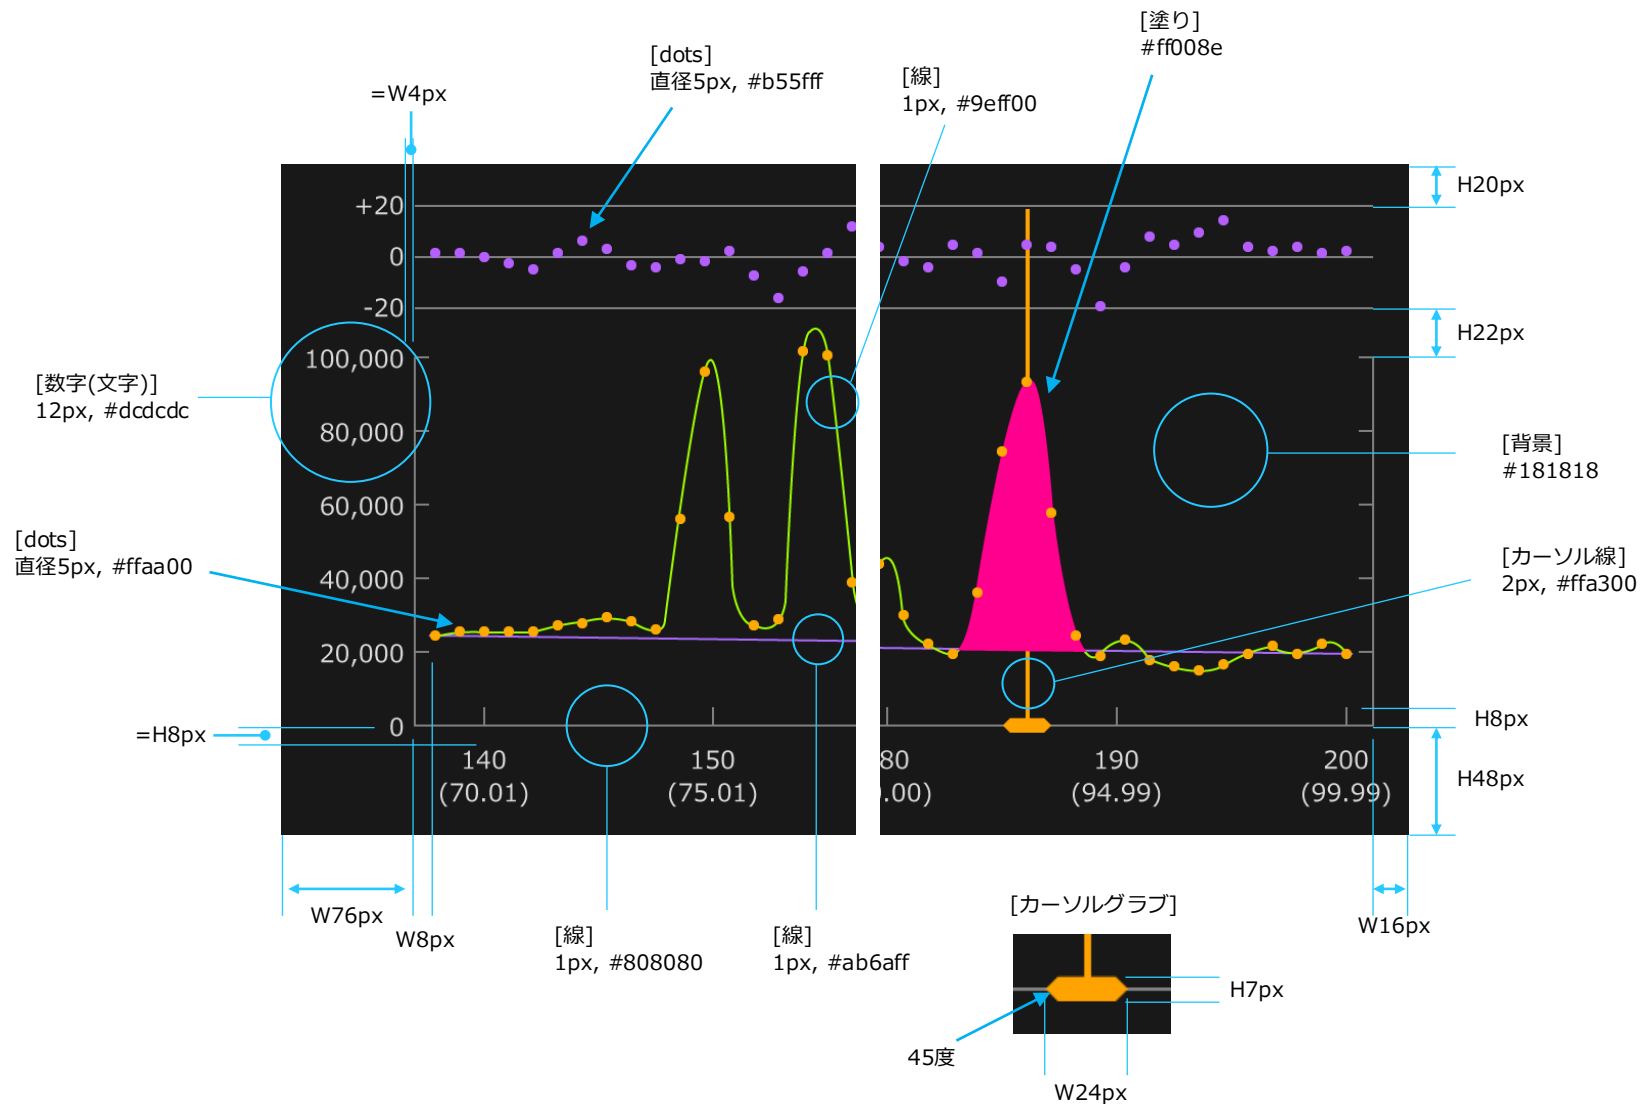 [塗り]
#ff008e
[dots]
直径5px, #b55fff
[線]
1px, #9eff00
=W4px
H20px
+20
0
-20
H22px
100,000
80,000
60,000
40,000
20,000
0
[数字(文字)]
12px, #dcdcdc
[背景]
#181818
[dots]
直径5px, #ffaa00
[カーソル線]
2px, #ffa300
=H8px
H8px
140
(70.01)
150
(75.01)
80
.00)
190
(94.99)
200
(99.99)
H48px
W76px
W8px
W16px
[線]
1px, #808080
[線]
1px, #ab6aff
[カーソルグラブ]
H7px
45度
W24px